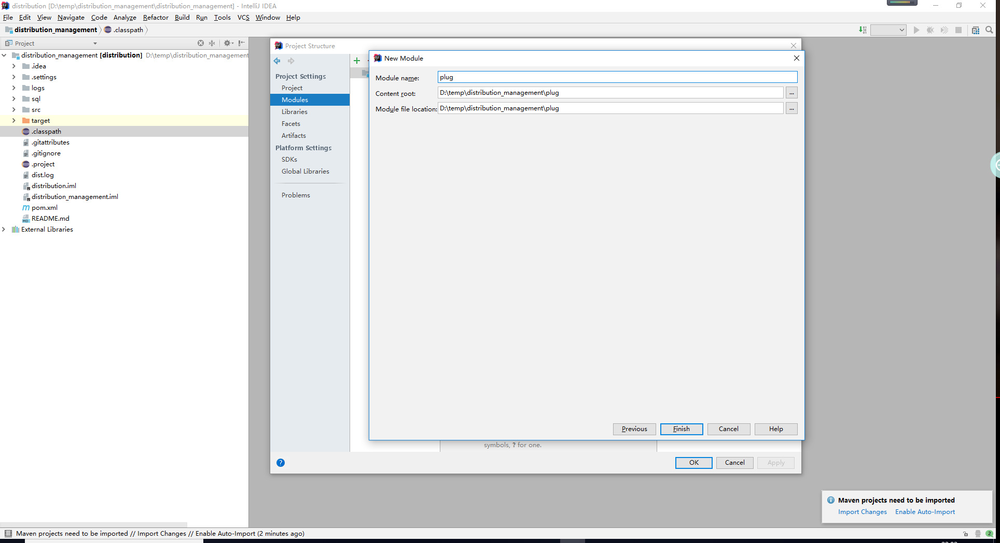 distribution [D:\temp\distribution_management\distribution_management] - IntelliJ IDEA
File Edit View Navigate Code Analyze Refactor Build Run Tools VCS Window Help
distribution_management .classpath
Project
distribution_management [distribution] D:\temp\distribution_management
.idea
.settings
logs
sql
src
target
.classpath
.gitattributes
.gitignore
.project
dist.log
distribution.iml
distribution_management.iml
pom.xml
README.md
External Libraries
Project Structure
Project Settings
Project
Modules
Libraries
Facets
Artifacts
Platform Settings
SDKs
Global Libraries
Problems
New Module
Module name: plug
Content root: D:\temp\distribution_management\plug ...
Module file location: D:\temp\distribution_management\plug ...
Previous Finish Cancel Help
symbols, ? for one.
? OK Cancel Apply
Maven projects need to be imported
Import Changes Enable Auto-Import
Maven projects need to be imported // Import Changes // Enable Auto-Import (2 minutes ago)
2